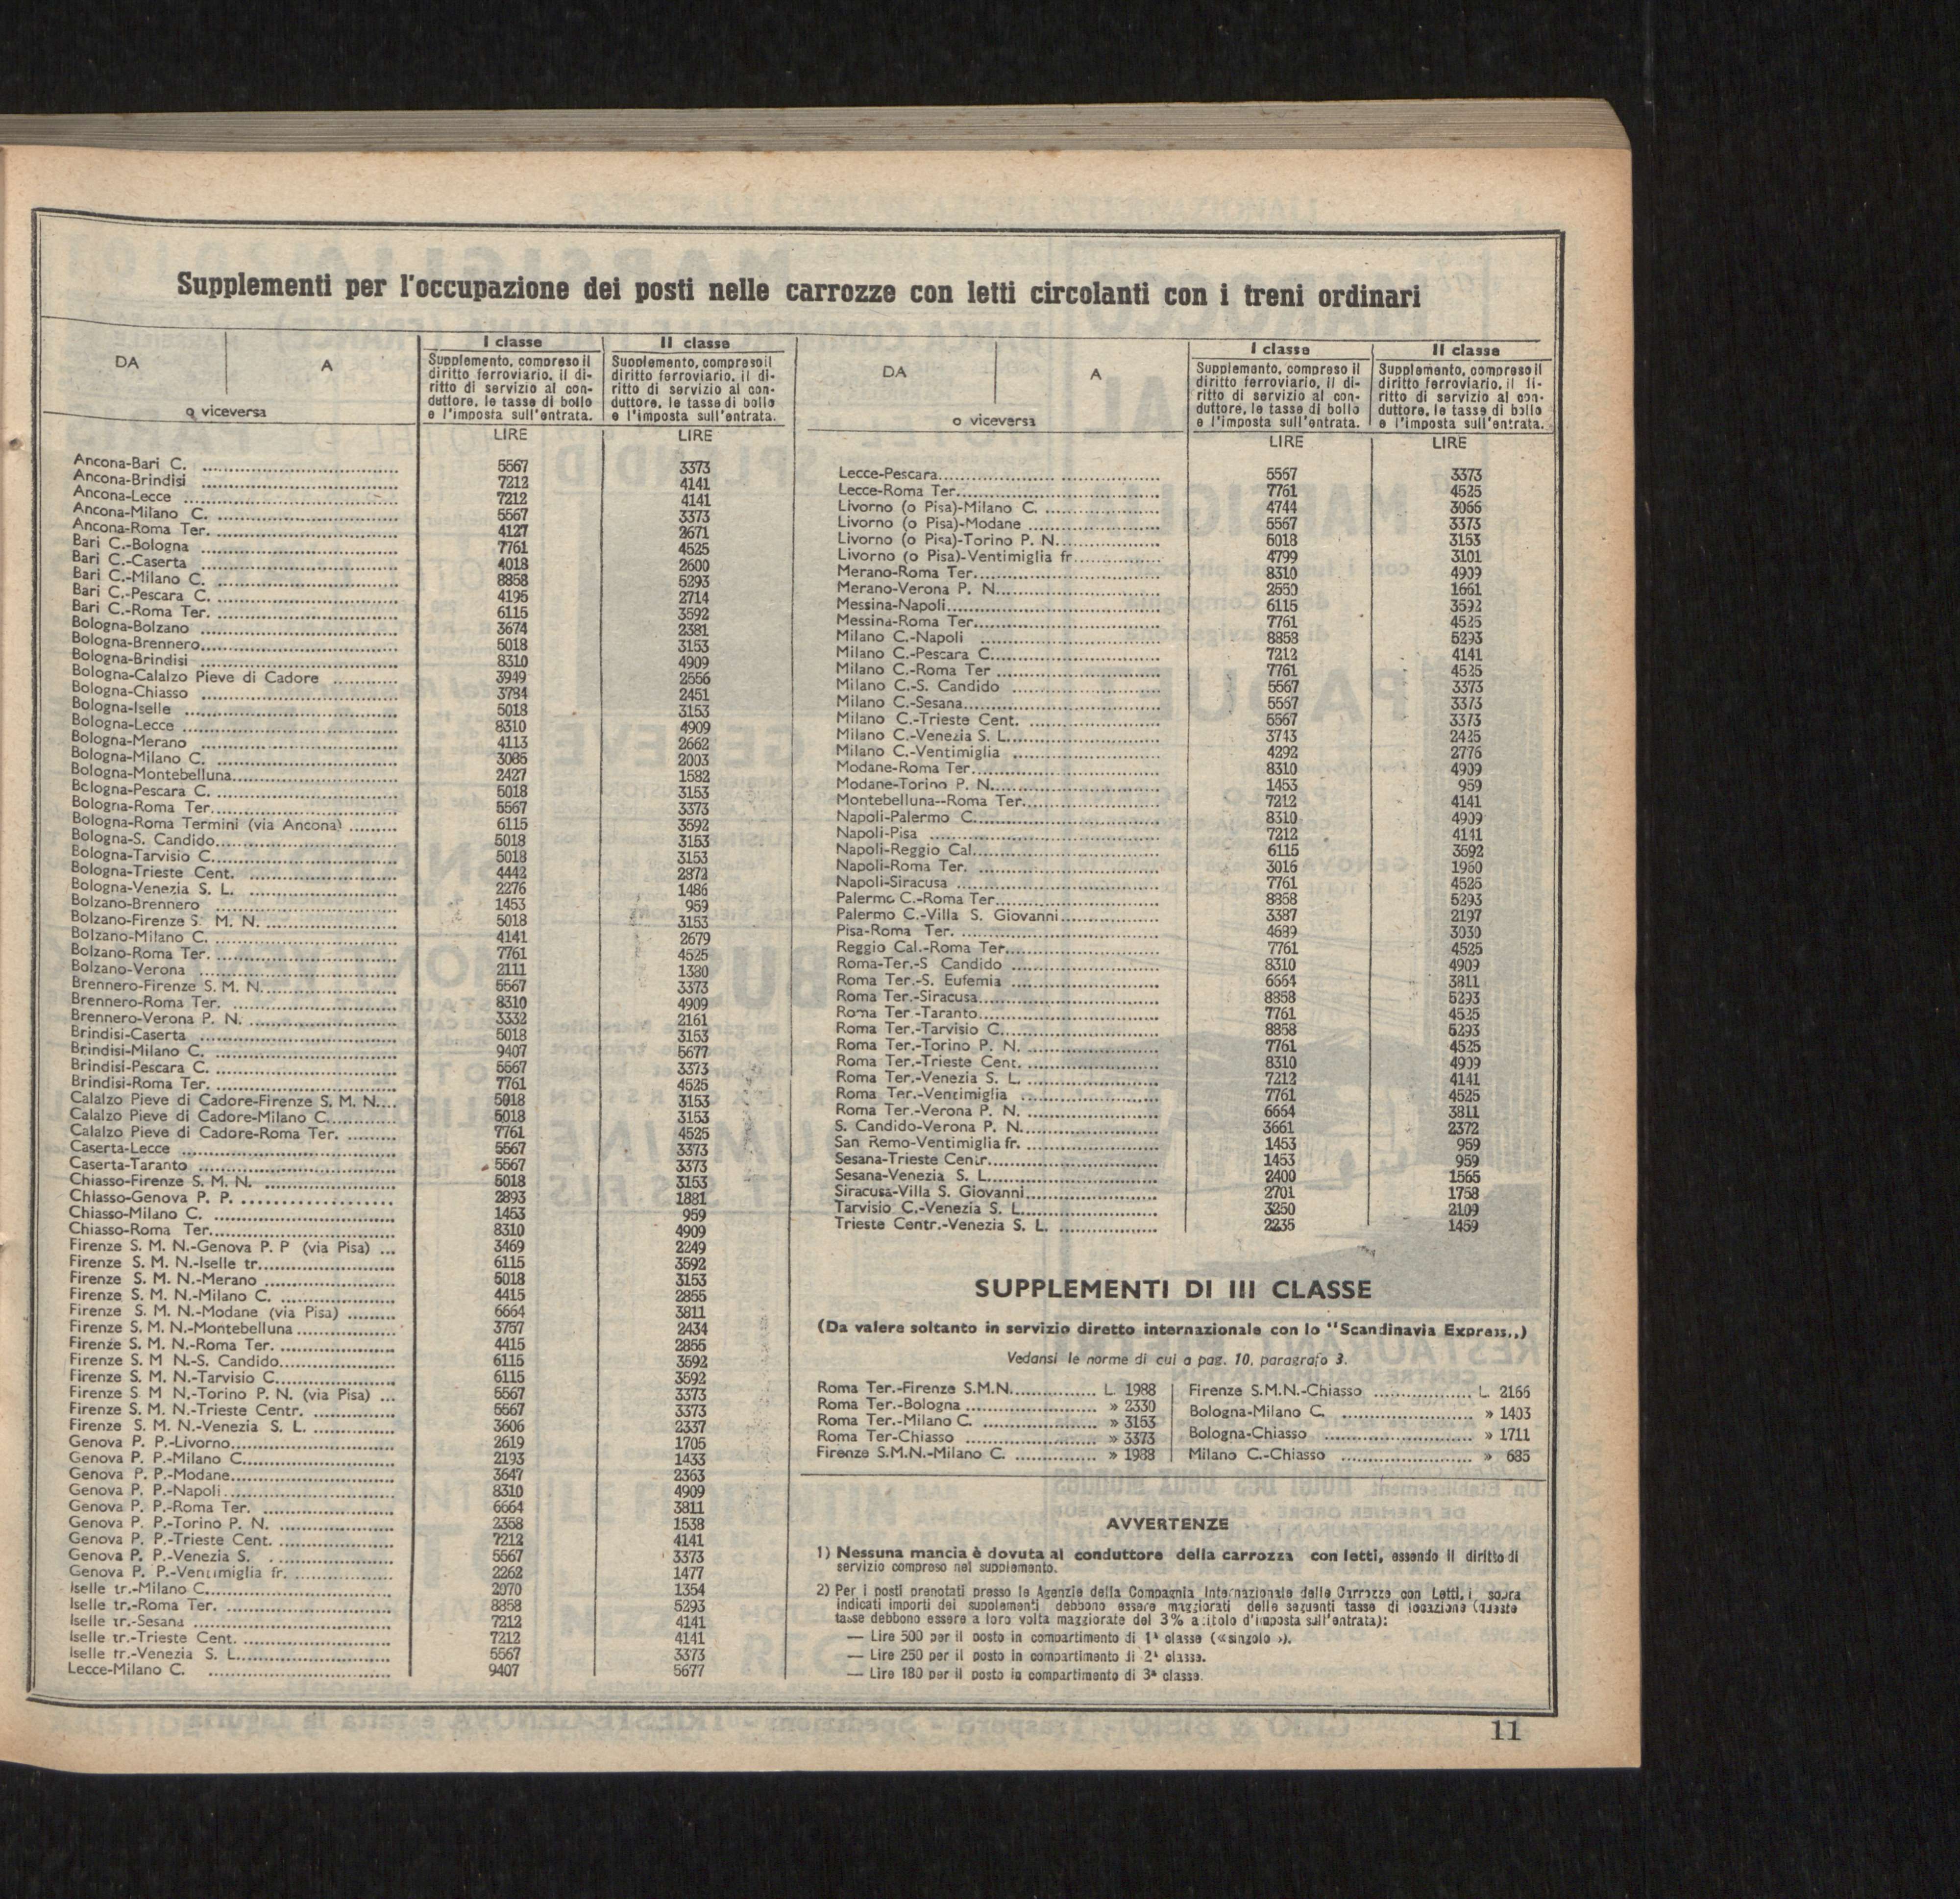 Supplementi per l'occupazione dei posti nelle carrozze con letti circolanti con i treni ordinari
DA A
o viceversa
I classe
Supplemento, compreso il
diritto ferroviario, il di-
ritto di servizio al con-
duttore, le tasse di bollo
e l'imposta sull'entrata.
LIRE
II classe
Supplemento, compreso il
diritto ferroviario, il di-
ritto di servizio al con-
duttore, le tasse di bollo
e l'imposta sull'entrata.
LIRE
Ancona-Bari C. 5567 3373
Ancona-Brindisi 7212 4141
Ancona-Lecce 7212 4141
Ancona-Milano C. 5567 3373
Ancona-Roma Ter. 4127 2671
Bari C.-Bologna 7761 4525
Bari C.-Caserta 4018 2600
Bari C.-Milano C. 8858 5293
Bari C.-Pescara C. 4195 2714
Bari C.-Roma Ter. 6115 3592
Bologna-Bolzano 3674 2381
Bologna-Brennero 5018 3153
Bologna-Brindisi 8310 4909
Bologna-Calalzo Pieve di Cadore 3949 2556
Bologna-Chiasso 3784 2451
Bologna-Iselle 5018 3153
Bologna-Lecce 8310 4909
Bologna-Merano 4113 2662
Bologna-Milano C. 3085 2003
Bologna-Montebelluna 2427 1582
Bologna-Pescara C. 5018 3153
Bologna-Roma Ter. 5567 3373
Bologna-Roma Termini (via Ancona) 6115 3592
Bologna-S. Candido 5018 3153
Bologna-Tarvisio C. 5018 3153
Bologna-Trieste Cent. 4442 2872
Bologna-Venezia S. L. 2276 1486
Bolzano-Brennero 1453 959
Bolzano-Firenze S. M. N. 5018 3153
Bolzano-Milano C. 4141 2679
Bolzano-Roma Ter. 7761 4525
Bolzano-Verona 2111 1380
Brennero-Firenze S. M. N. 5567 3373
Brennero-Roma Ter. 8310 4909
Brennero-Verona P. N. 3332 2161
Brindisi-Caserta 5018 3153
Brindisi-Milano C. 9407 5677
Brindisi-Pescara C. 5567 3373
Brindisi-Roma Ter. 7761 4525
Calalzo Pieve di Cadore-Firenze S. M. N. 5018 3153
Calalzo Pieve di Cadore-Milano C. 5018 3153
Calalzo Pieve di Cadore-Roma Ter. 7761 4525
Caserta-Lecce 5567 3373
Caserta-Taranto 5567 3373
Chiasso-Firenze S. M. N. 5018 3153
Chiasso-Genova P. P. 2893 1881
Chiasso-Milano C. 1453 959
Chiasso-Roma Ter. 8310 4909
Firenze S. M. N.-Genova P. P (via Pisa) 3469 2249
Firenze S. M. N.-Iselle tr. 6115 3592
Firenze S. M. N.-Merano 5018 3153
Firenze S. M. N.-Milano C. 4415 2855
Firenze S. M. N.-Modane (via Pisa) 6664 3811
Firenze S. M. N.-Montebelluna 3757 2434
Firenze S. M. N.-Roma Ter. 4415 2855
Firenze S. M N.-S. Candido 6115 3592
Firenze S. M. N.-Tarvisio C. 6115 3592
Firenze S M N.-Torino P. N. (via Pisa) 5567 3373
Firenze S. M. N.-Trieste Centr. 5567 3373
Firenze S. M. N.-Venezia S. L. 3606 2337
Genova P. P.-Livorno 2619 1705
Genova P. P.-Milano C. 2193 1433
Genova P. P.-Modane 3647 2363
Genova P. P.-Napoli 8310 4909
Genova P. P.-Roma Ter. 6664 3811
Genova P. P.-Torino P. N. 2358 1538
Genova P. P.-Trieste Cent. 7212 4141
Genova P. P.-Venezia S. 5567 3373
Genova P. P.-Ventimiglia fr. 2262 1477
Iselle tr.-Milano C. 2070 1354
Iselle tr.-Roma Ter. 8858 5293
Iselle tr.-Sesana 7212 4141
Iselle tr.-Trieste Cent. 7212 4141
Iselle tr.-Venezia S. L. 5567 3373
Lecce-Milano C. 9407 5677
DA A
o viceversa
I classe
Supplemento, compreso il
diritto ferroviario, il di-
ritto di servizio al con-
duttore, le tasse di bollo
e l'imposta sull'entrata.
LIRE
II classe
Supplemento, compreso il
diritto ferroviario, il di-
ritto di servizio al con-
duttore, le tasse di bollo
e l'imposta sull'entrata.
LIRE
Lecce-Pescara 5567 3373
Lecce-Roma Ter. 7761 4525
Livorno (o Pisa)-Milano C. 4744 3066
Livorno (o Pisa)-Modane 5567 3373
Livorno (o Pisa)-Torino P. N. 5018 3153
Livorno (o Pisa)-Ventimiglia fr. 4799 3101
Merano-Roma Ter. 8310 4909
Merano-Verona P. N. 2550 1661
Messina-Napoli 6115 3592
Messina-Roma Ter. 7761 4525
Milano C.-Napoli 8858 5293
Milano C.-Pescara C. 7212 4141
Milano C.-Roma Ter 7761 4525
Milano C.-S. Candido 5567 3373
Milano C.-Sesana 5567 3373
Milano C.-Trieste Cent. 5567 3373
Milano C.-Venezia S. L. 3743 2425
Milano C.-Ventimiglia 4292 2776
Modane-Roma Ter. 8310 4909
Modane-Torino P. N. 1453 959
Montebelluna--Roma Ter. 7212 4141
Napoli-Palermo C. 8310 4909
Napoli-Pisa 7212 4141
Napoli-Reggio Cal. 6115 3592
Napoli-Roma Ter. 3016 1960
Napoli-Siracusa 7761 4525
Palermo C.-Roma Ter. 8858 5293
Palermo C.-Villa S. Giovanni 3387 2197
Pisa-Roma Ter. 4689 3030
Reggio Cal.-Roma Ter. 7761 4525
Roma-Ter.-S Candido 8310 4909
Roma Ter.-S. Eufemia 6664 3811
Roma Ter.-Siracusa 8858 5293
Roma Ter -Taranto 7761 4525
Roma Ter.-Tarvisio C. 8858 5293
Roma Ter.-Torino P. N. 7761 4525
Roma Ter.-Trieste Cent. 8310 4909
Roma Ter.-Venezia S. L. 7212 4141
Roma Ter.-Ventimiglia 7761 4525
Roma Ter.-Verona P. N. 6664 3811
S. Candido-Verona P. N. 3661 2372
San Remo-Ventimiglia fr. 1453 959
Sesana-Trieste Centr. 1453 959
Sesana-Venezia S. L. 2400 1565
Siracusa-Villa S. Giovanni 2701 1758
Tarvisio C.-Venezia S. L. 3250 2109
Trieste Centr.-Venezia S. L. 2235 1459
SUPPLEMENTI DI III CLASSE
(Da valere soltanto in servizio diretto internazionale con lo "Scandinavia Express,,)
Vedansi le norme di cui a pag. 10, paragrafo 3.
Roma Ter.-Firenze S.M.N. L. 1988
Roma Ter.-Bologna » 2330
Roma Ter.-Milano C. » 3153
Roma Ter-Chiasso » 3373
Firenze S.M.N.-Milano C. » 1988
Firenze S.M.N.-Chiasso L. 2166
Bologna-Milano C. » 1403
Bologna-Chiasso » 1711
Milano C.-Chiasso » 685
AVVERTENZE
1) Nessuna mancia è dovuta al conduttore della carrozza con letti, essendo il diritto di
servizio compreso nel supplemento.
2) Per i posti prenotati presso le Agenzie della Compagnia Internazionale delle Carrozze con Letti, i sopra
indicati importi dei supplementi debbono essere maggiorati delle seguenti tasse di locazione (queste
tasse debbono essere a loro volta maggiorate del 3% a titolo d'imposta sull'entrata):
— Lire 500 per il posto in compartimento di 1ª classe («singolo»).
— Lire 250 per il posto in compartimento di 2ª classe.
— Lire 180 per il posto in compartimento di 3ª classe.
11